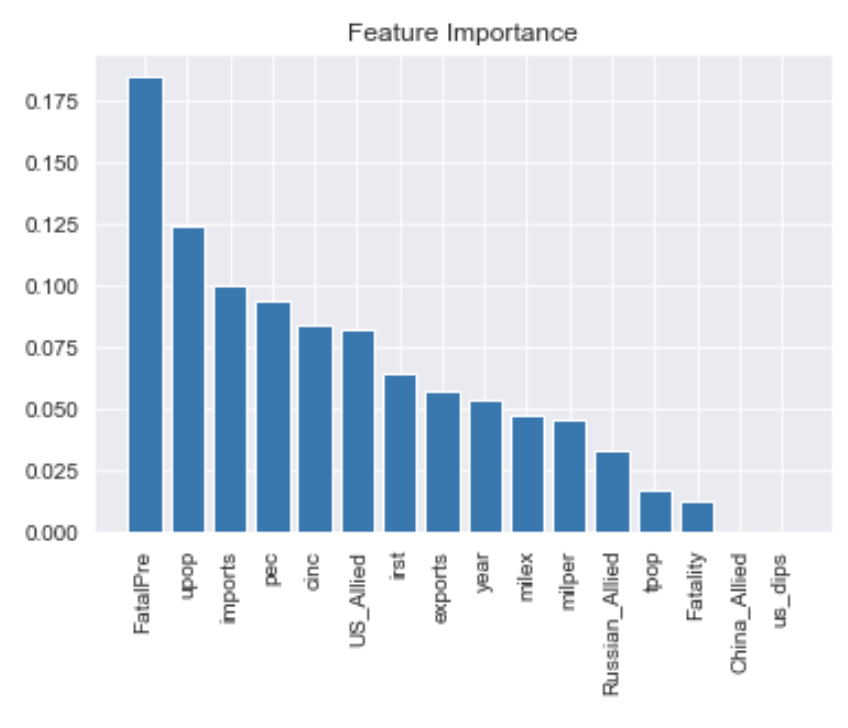 Feature Importance
0.175
0.150
0.125
0.100
0.075
0.050
0.025
0.000
FatalPre
upop
imports
pec
cinc
US_Allied
irst
exports
year
milex
milper
Russian_Allied
tpop
Fatality
China_Allied
us_dips